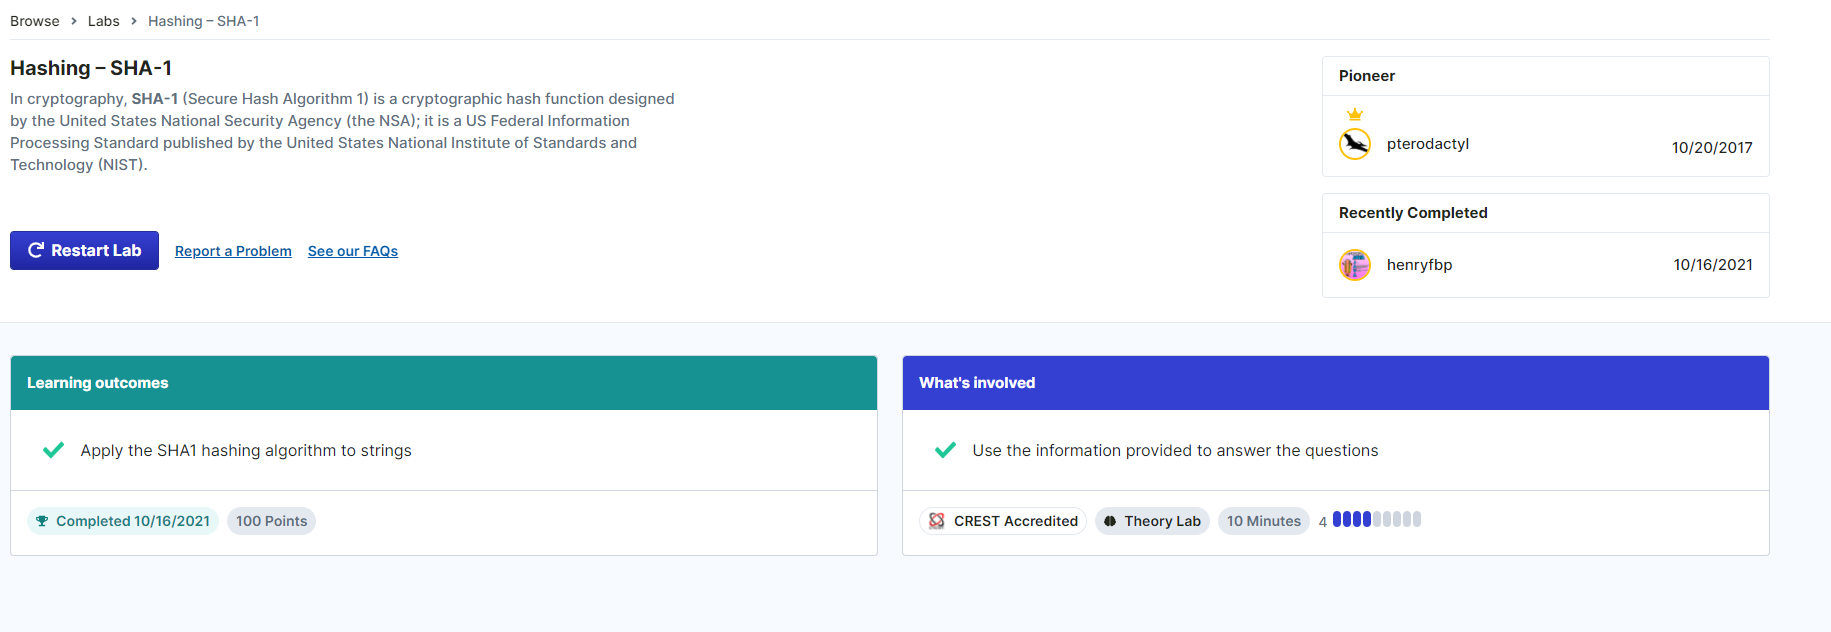 Browse > Labs > Hashing – SHA-1
Hashing – SHA-1
In cryptography, SHA-1 (Secure Hash Algorithm 1) is a cryptographic hash function designed
by the United States National Security Agency (the NSA); it is a US Federal Information
Processing Standard published by the United States National Institute of Standards and
Technology (NIST).
Restart Lab Report a Problem See our FAQs
Pioneer
pterodactyl 10/20/2017
Recently Completed
henryfbp 10/16/2021
Learning outcomes
Apply the SHA1 hashing algorithm to strings
Completed 10/16/2021 100 Points
What's involved
Use the information provided to answer the questions
CREST Accredited Theory Lab 10 Minutes 4